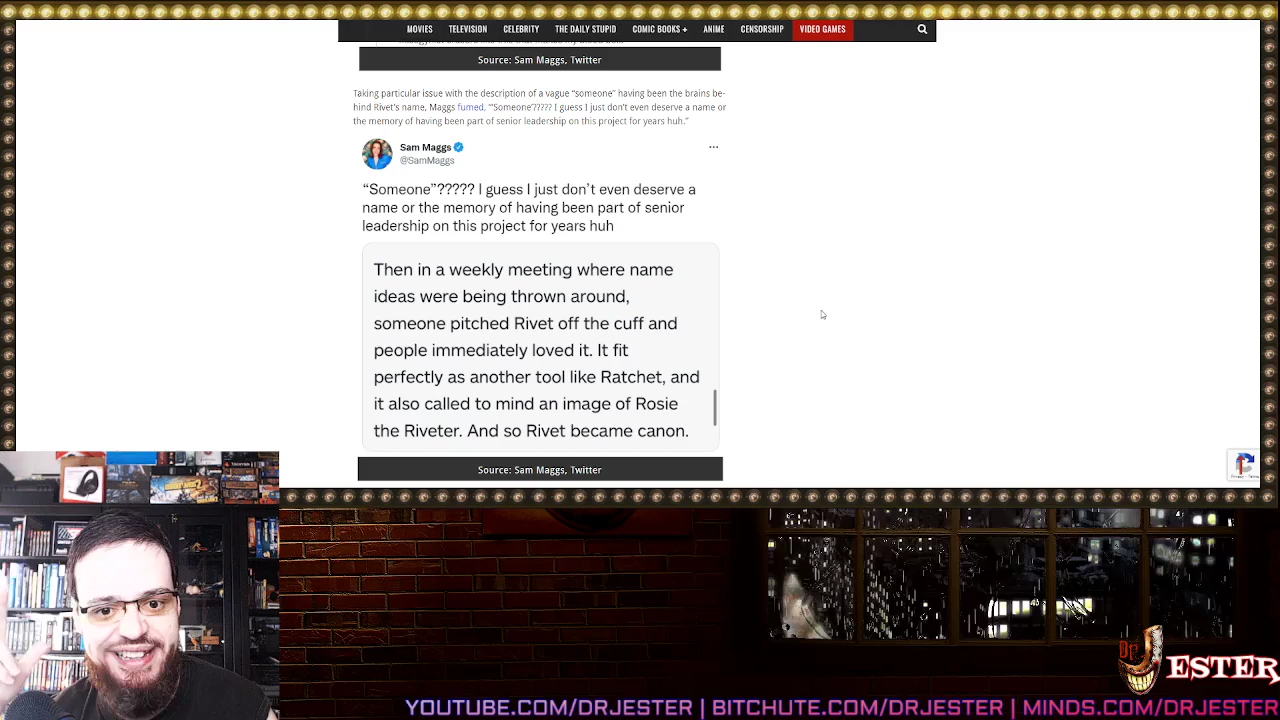 MOVIES TELEVISION CELEBRITY THE DAILY STUPID COMIC BOOKS + ANIME CENSORSHIP VIDEO GAMES
Source: Sam Maggs, Twitter
Taking particular issue with the description of a vague “someone” having been the brains be-
hind Rivet’s name, Maggs fumed, “‘Someone’????? I guess I just don’t even deserve a name or
the memory of having been part of senior leadership on this project for years huh.”
Sam Maggs
@SamMaggs
“Someone”????? I guess I just don’t even deserve a
name or the memory of having been part of senior
leadership on this project for years huh
Then in a weekly meeting where name
ideas were being thrown around,
someone pitched Rivet off the cuff and
people immediately loved it. It fit
perfectly as another tool like Ratchet, and
it also called to mind an image of Rosie
the Riveter. And so Rivet became canon.
Source: Sam Maggs, Twitter
Dr.
JESTER
YOUTUBE.COM/DRJESTER | BITCHUTE.COM/DRJESTER | MINDS.COM/DRJESTER